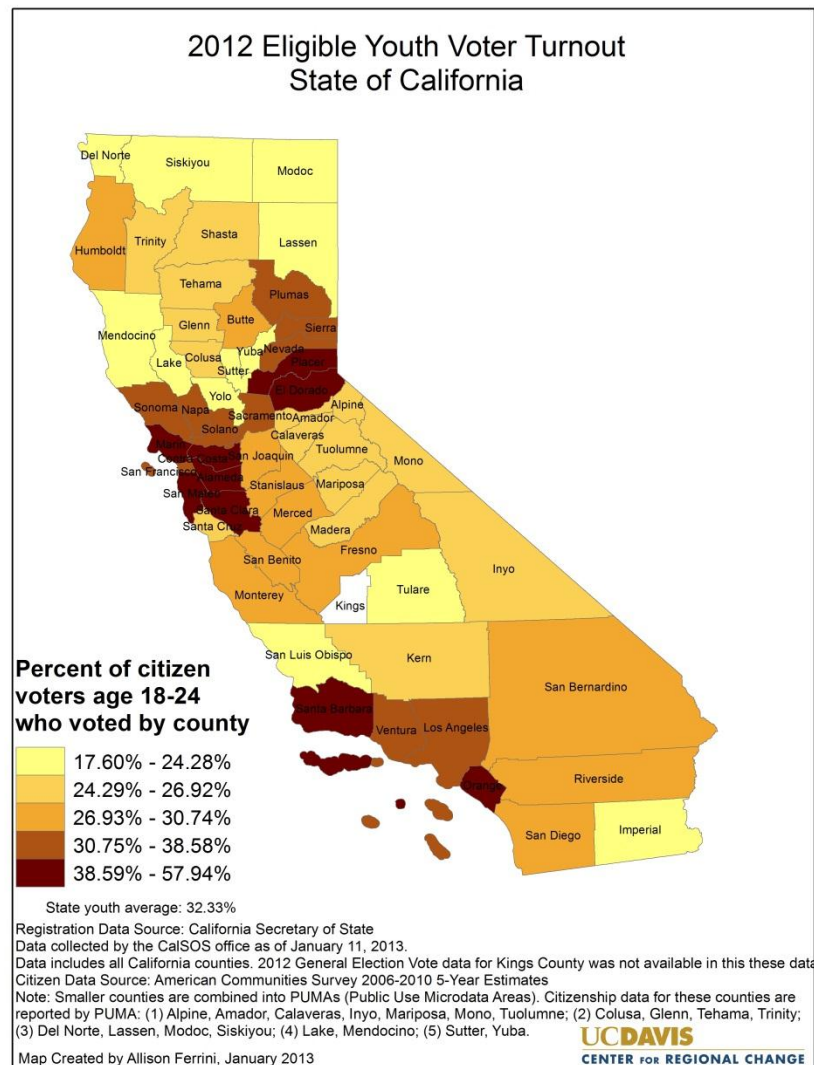 2012 Eligible Youth Voter Turnout
State of California
Del Norte
Siskiyou
Modoc
Humboldt
Trinity
Shasta
Lassen
Tehama
Plumas
Mendocino
Glenn
Butte
Sierra
Lake
Colusa
Yuba
Nevada
Sutter
Placer
Yolo
El Dorado
Sonoma
Napa
Sacramento
Alpine
Amador
Solano
Calaveras
Marin
Contra Costa
San Joaquin
Tuolumne
Mono
San Francisco
Alameda
Stanislaus
Mariposa
San Mateo
Santa Clara
Merced
Santa Cruz
Madera
Fresno
San Benito
Inyo
Monterey
Kings
Tulare
San Luis Obispo
Kern
San Bernardino
Santa Barbara
Ventura
Los Angeles
Orange
Riverside
San Diego
Imperial
Percent of citizen
voters age 18-24
who voted by county
17.60% - 24.28%
24.29% - 26.92%
26.93% - 30.74%
30.75% - 38.58%
38.59% - 57.94%
State youth average: 32.33%
Registration Data Source: California Secretary of State
Data collected by the CalSOS office as of January 11, 2013.
Data includes all California counties. 2012 General Election Vote data for Kings County was not available in this these data
Citizen Data Source: American Communities Survey 2006-2010 5-Year Estimates
Note: Smaller counties are combined into PUMAs (Public Use Microdata Areas). Citizenship data for these counties are
reported by PUMA: (1) Alpine, Amador, Calaveras, Inyo, Mariposa, Mono, Tuolumne; (2) Colusa, Glenn, Tehama, Trinity;
(3) Del Norte, Lassen, Modoc, Siskiyou; (4) Lake, Mendocino; (5) Sutter, Yuba.
Map Created by Allison Ferrini, January 2013
UCDAVIS
CENTER FOR REGIONAL CHANGE